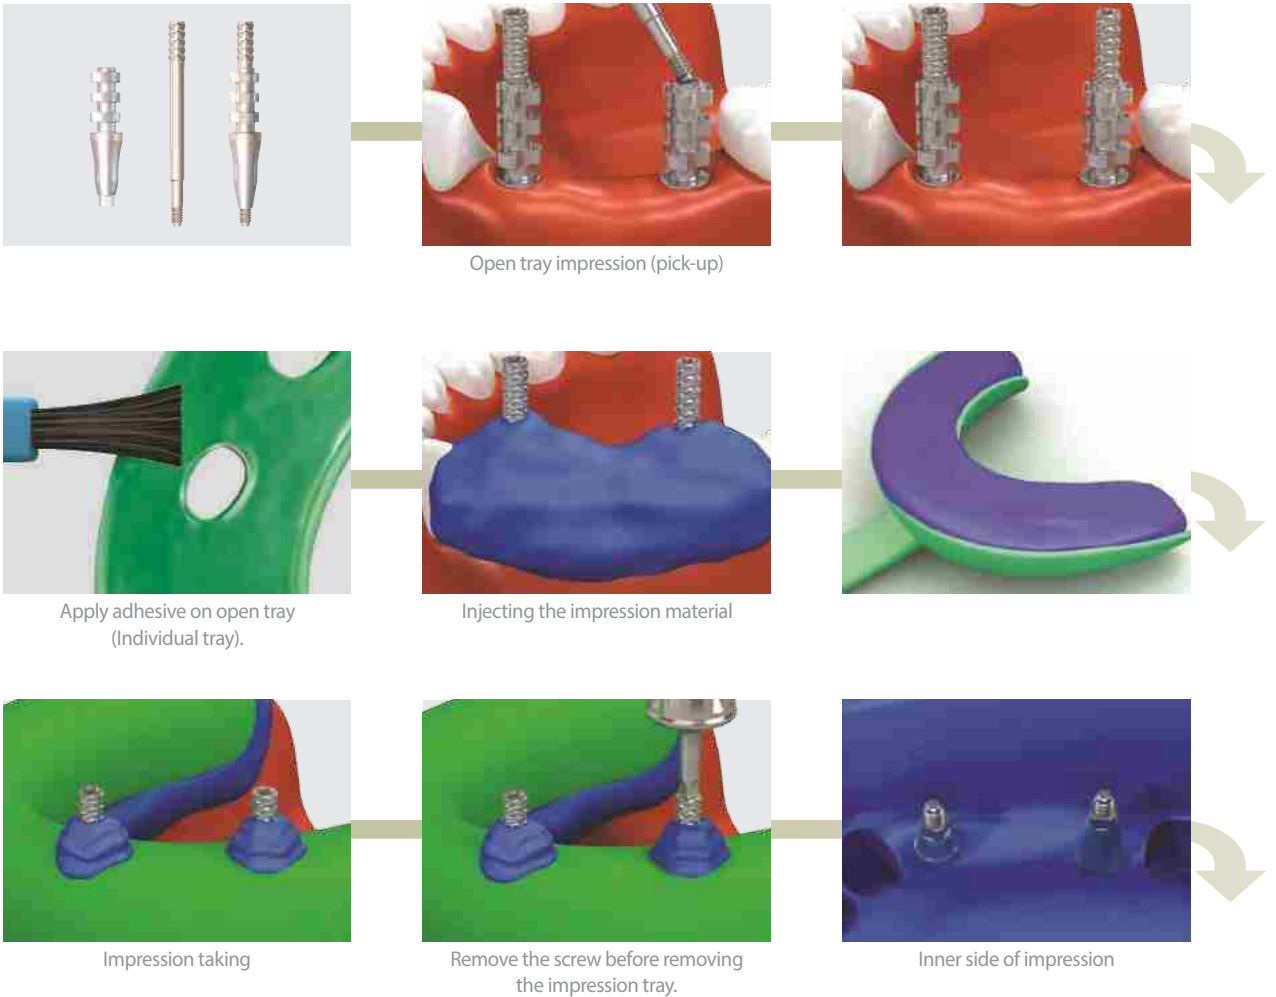 Open tray impression (pick-up)
Apply adhesive on open tray
(Individual tray).
Injecting the impression material
Impression taking
Remove the screw before removing
the impression tray.
Inner side of impression